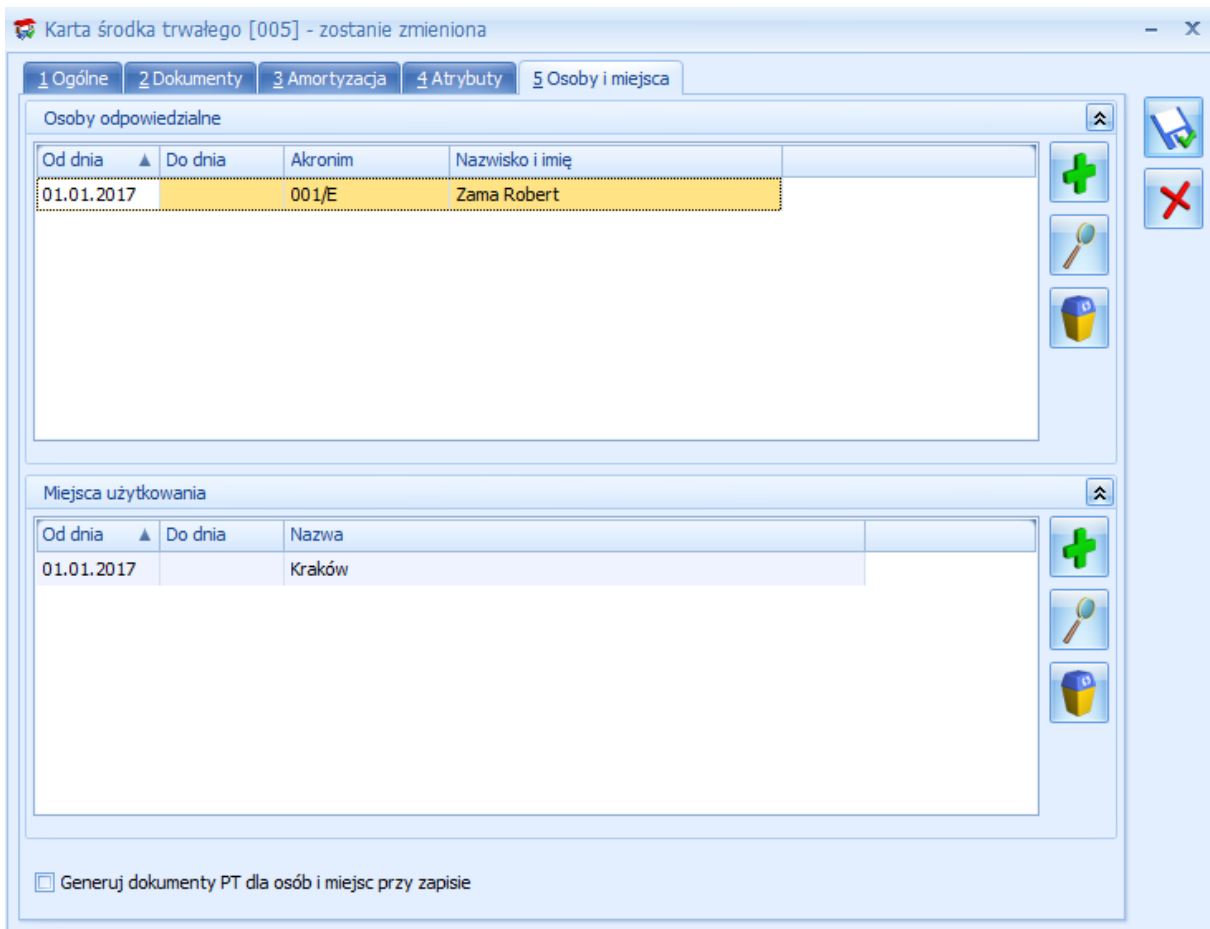 Karta środka trwałego [005] - zostanie zmieniona
1 Ogólne 2 Dokumenty 3 Amortyzacja 4 Atrybuty 5 Osoby i miejsca
Osoby odpowiedzialne
Od dnia Do dnia Akronim Nazwisko i imię
01.01.2017 001/E Zama Robert
Miejsca użytkowania
Od dnia Do dnia Nazwa
01.01.2017 Kraków
Generuj dokumenty PT dla osób i miejsc przy zapisie